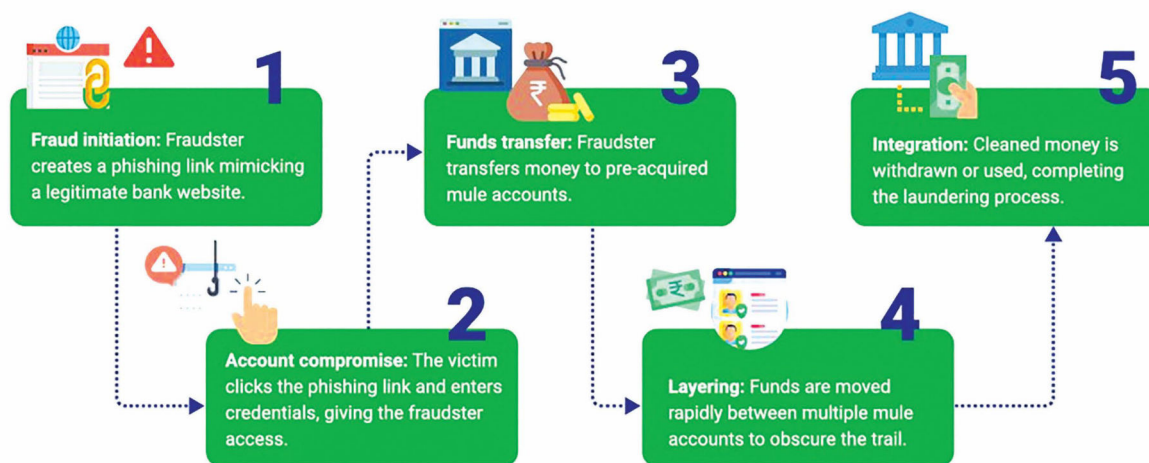 1
Fraud initiation: Fraudster
creates a phishing link mimicking
a legitimate bank website.
2
Account compromise: The victim
clicks the phishing link and enters
credentials, giving the fraudster
access.
3
Funds transfer: Fraudster
transfers money to pre-acquired
mule accounts.
₹
4
Layering: Funds are moved
rapidly between multiple mule
accounts to obscure the trail.
₹
5
Integration: Cleaned money is
withdrawn or used, completing
the laundering process.